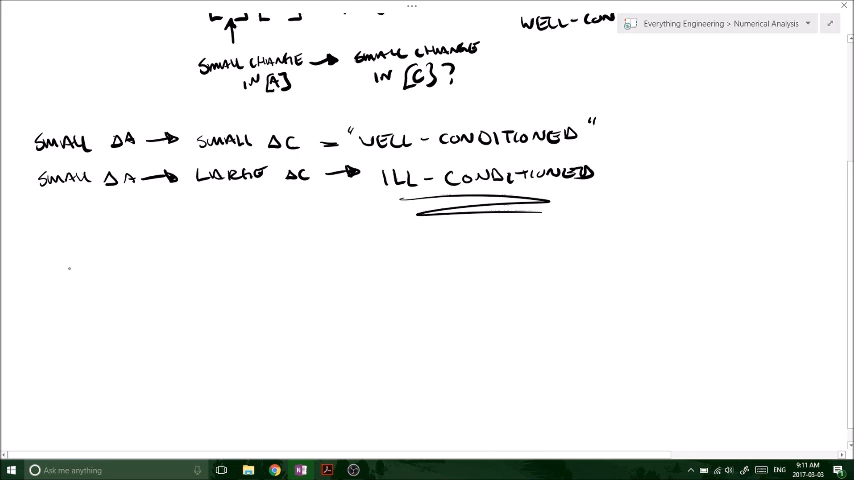 WELL-CON
Everything Engineering > Numerical Analysis
SMALL CHANGE IN [A] → SMALL CHANGE IN [C]?
SMALL ΔA → SMALL ΔC = "WELL-CONDITIONED"
SMALL ΔA → LARGE ΔC → ILL-CONDITIONED
Ask me anything
ENG
9:11 AM
2017-03-03